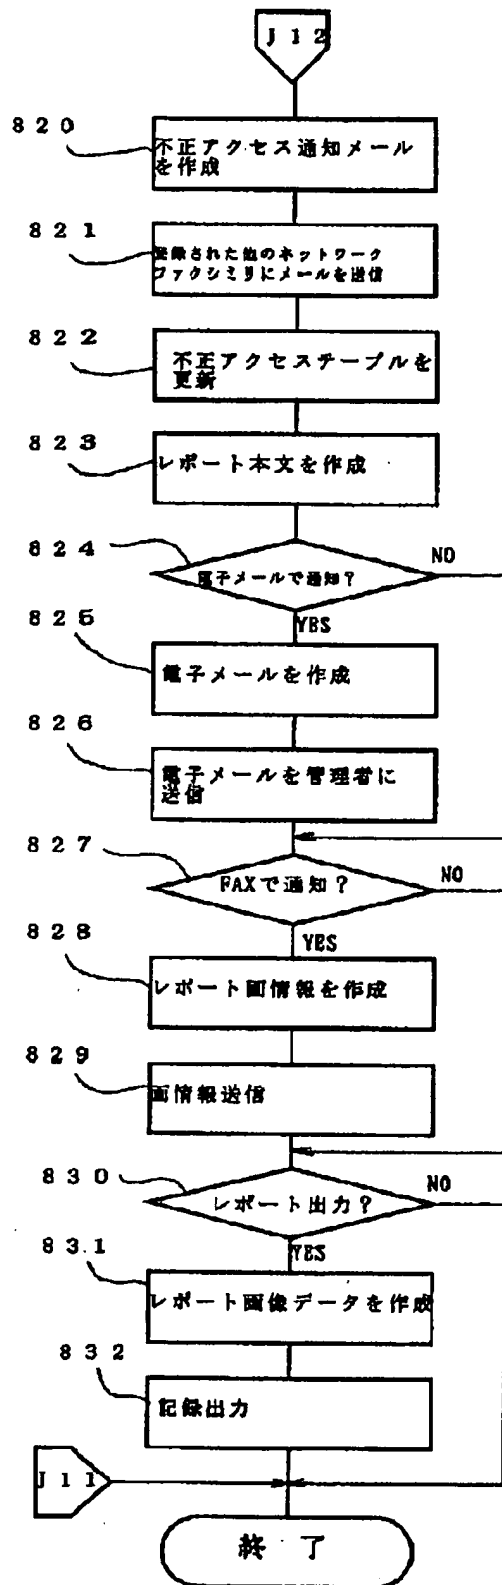 J12
820
不正アクセス通知メール
を作成
821
登録された他のネットワーク
ファクシミリにメールを送信
822
不正アクセステーブルを
更新
823
レポート本文を作成
824
電子メールで通知？
NO
YES
825
電子メールを作成
826
電子メールを管理者に
送信
827
FAXで通知？
NO
YES
828
レポート画情報を作成
829
画情報送信
830
レポート出力？
NO
YES
83.1
レポート画像データを作成
832
記録出力
J11
終了